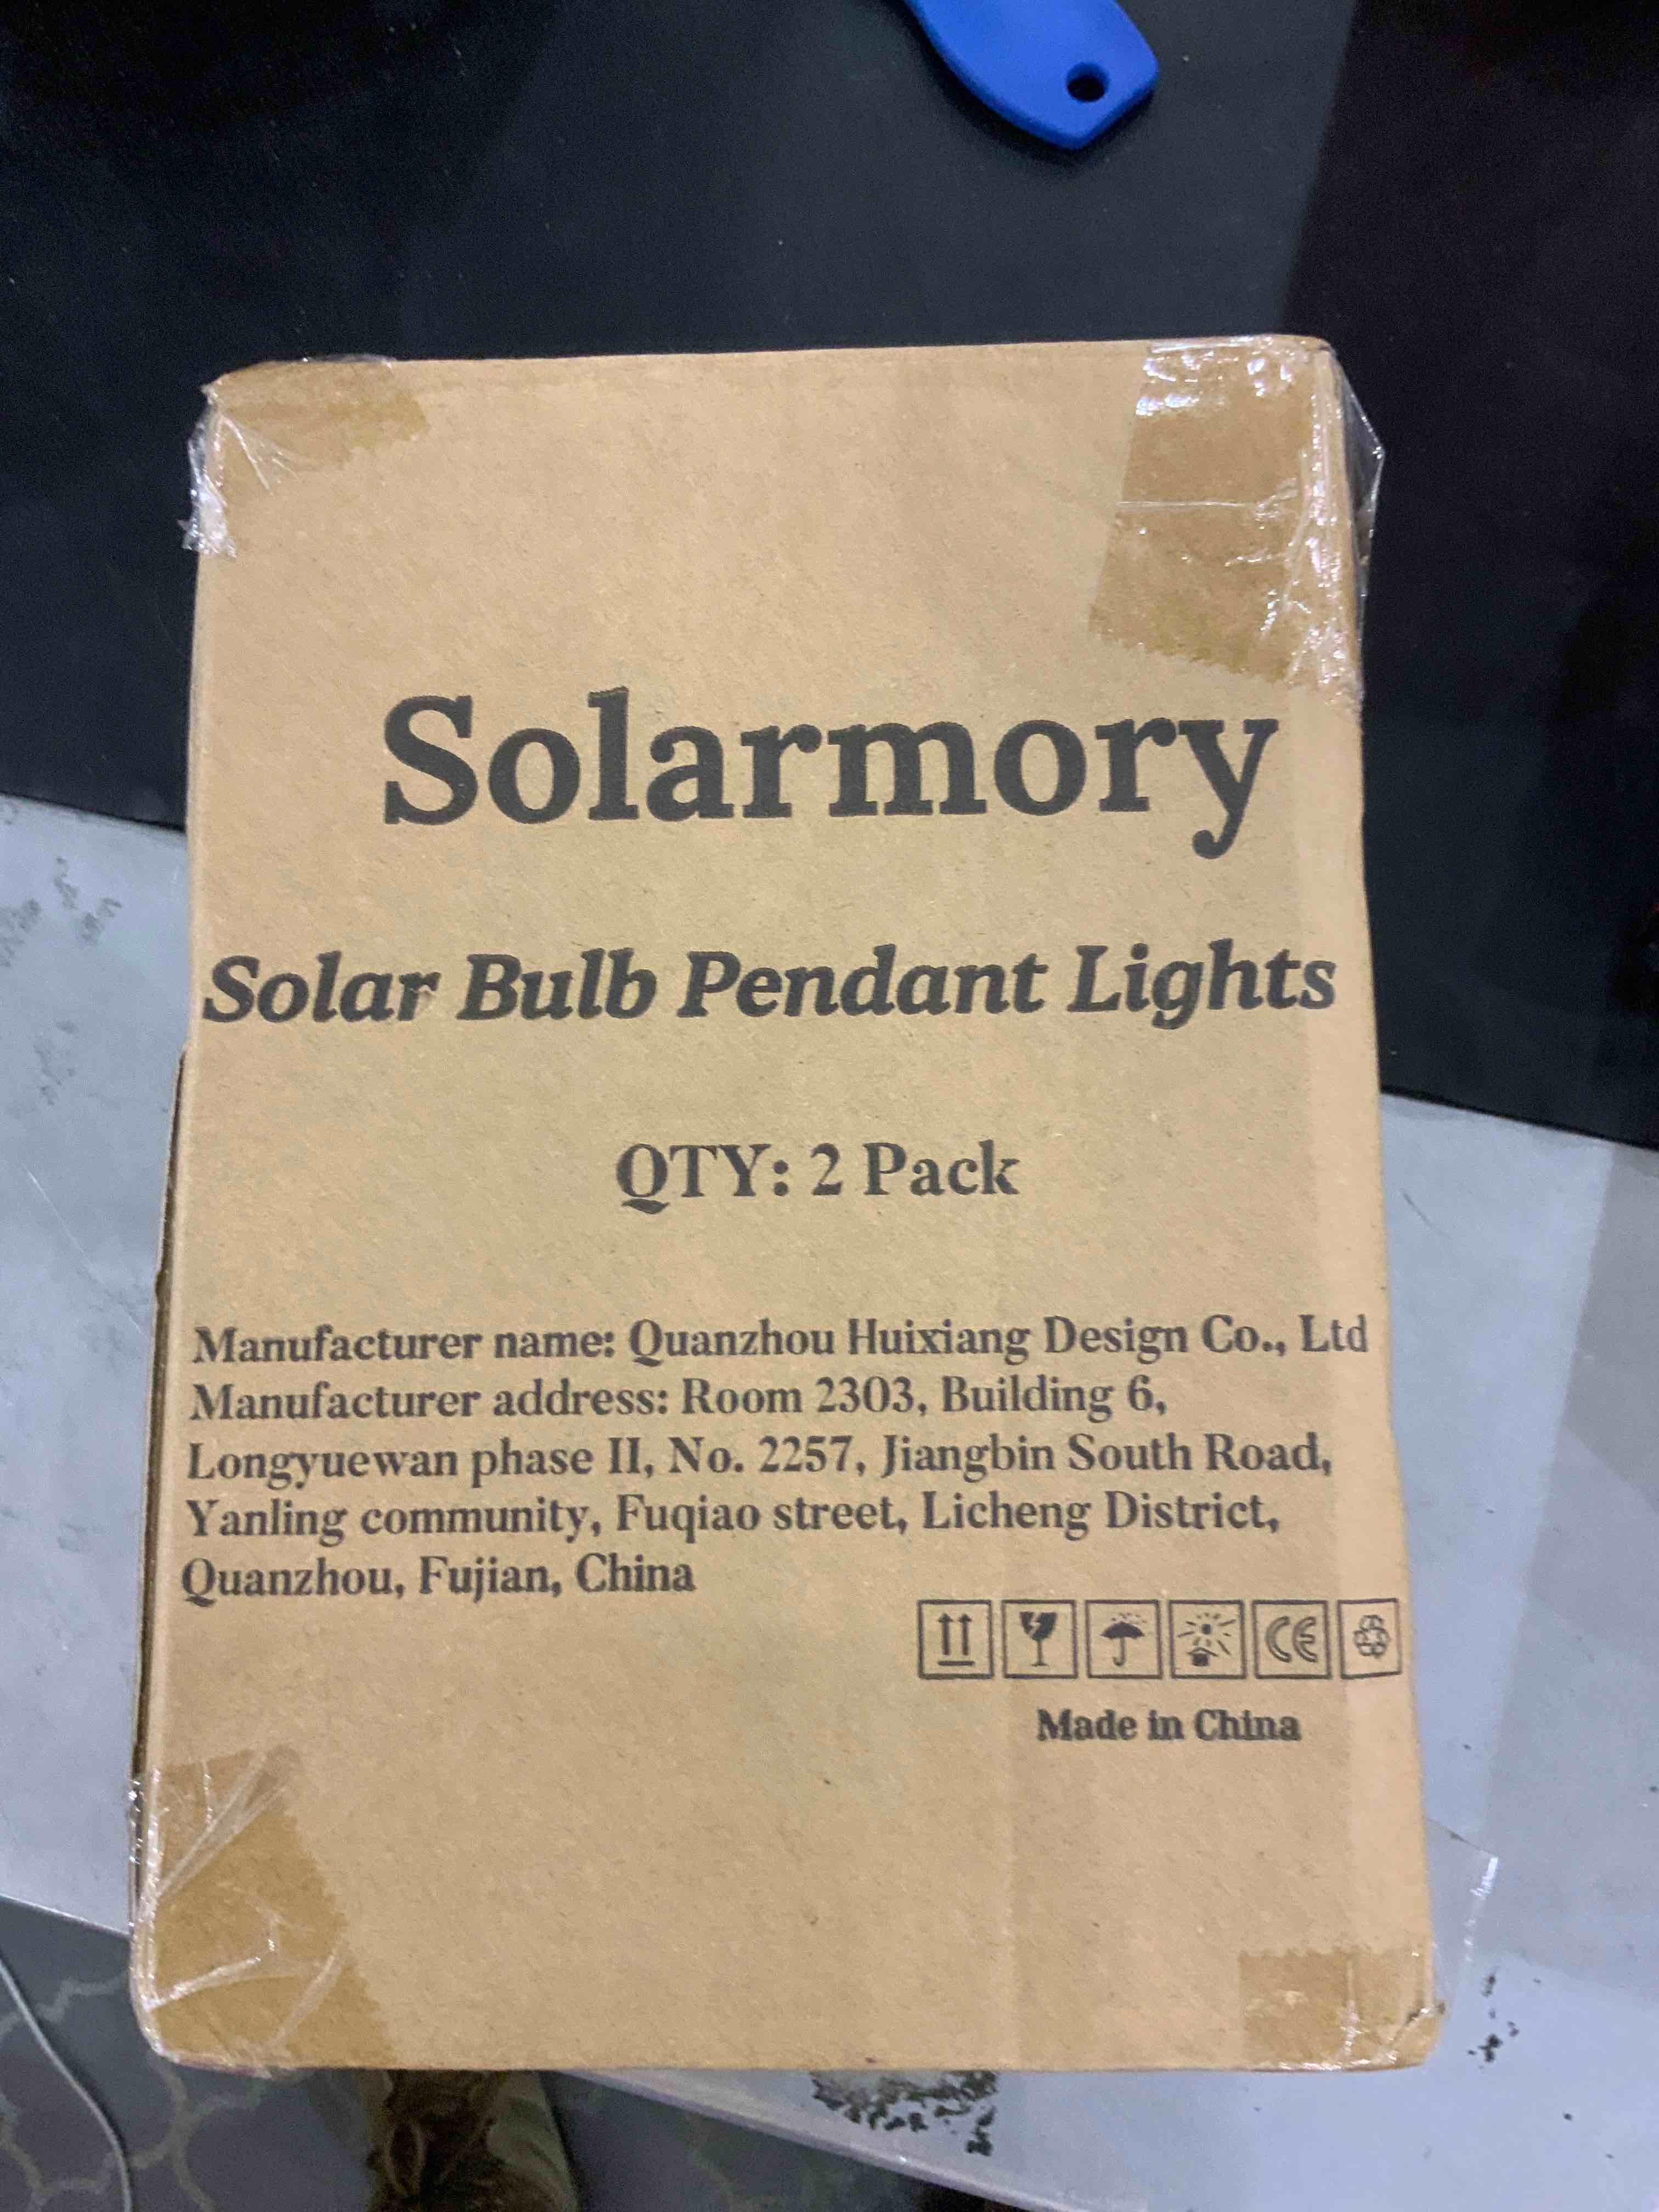 Solarmory
Solar Bulb Pendant Lights
QTY: 2 Pack
Manufacturer name: Quanzhou Huixiang Design Co., Ltd
Manufacturer address: Room 2303, Building 6,
Longyuewan phase II, No. 2257, Jiangbin South Road,
Yanling community, Fuqiao street, Licheng District,
Quanzhou, Fujian, China
CE
Made in China